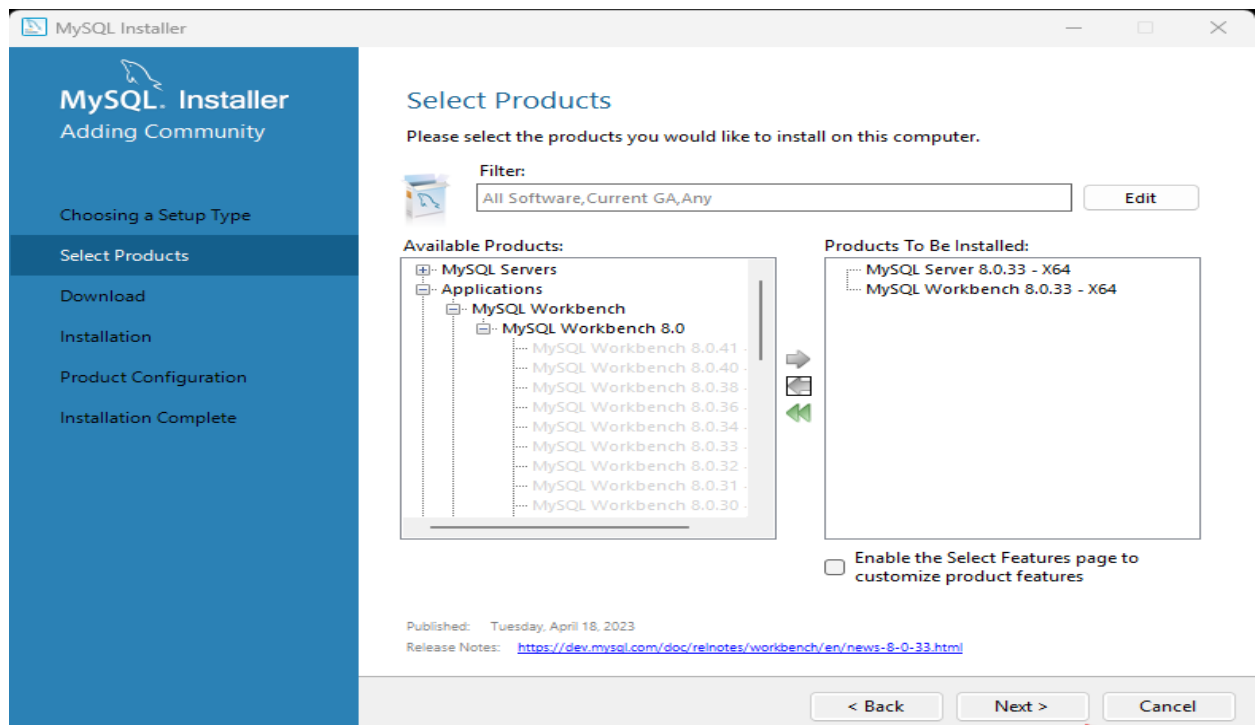 MySQL Installer
MySQL. Installer
Adding Community
Choosing a Setup Type
Select Products
Download
Installation
Product Configuration
Installation Complete
Select Products
Please select the products you would like to install on this computer.
Filter:
All Software,Current GA,Any
Edit
Available Products:
MySQL Servers
Applications
MySQL Workbench
MySQL Workbench 8.0
MySQL Workbench 8.0.41 -
MySQL Workbench 8.0.40 -
MySQL Workbench 8.0.38 -
MySQL Workbench 8.0.36 -
MySQL Workbench 8.0.34 -
MySQL Workbench 8.0.33 -
MySQL Workbench 8.0.32 -
MySQL Workbench 8.0.31 -
MySQL Workbench 8.0.30 -
Products To Be Installed:
MySQL Server 8.0.33 - X64
MySQL Workbench 8.0.33 - X64
Enable the Select Features page to
customize product features
Published: Tuesday, April 18, 2023
Release Notes: https://dev.mysql.com/doc/relnotes/workbench/en/news-8-0-33.html
< Back
Next >
Cancel